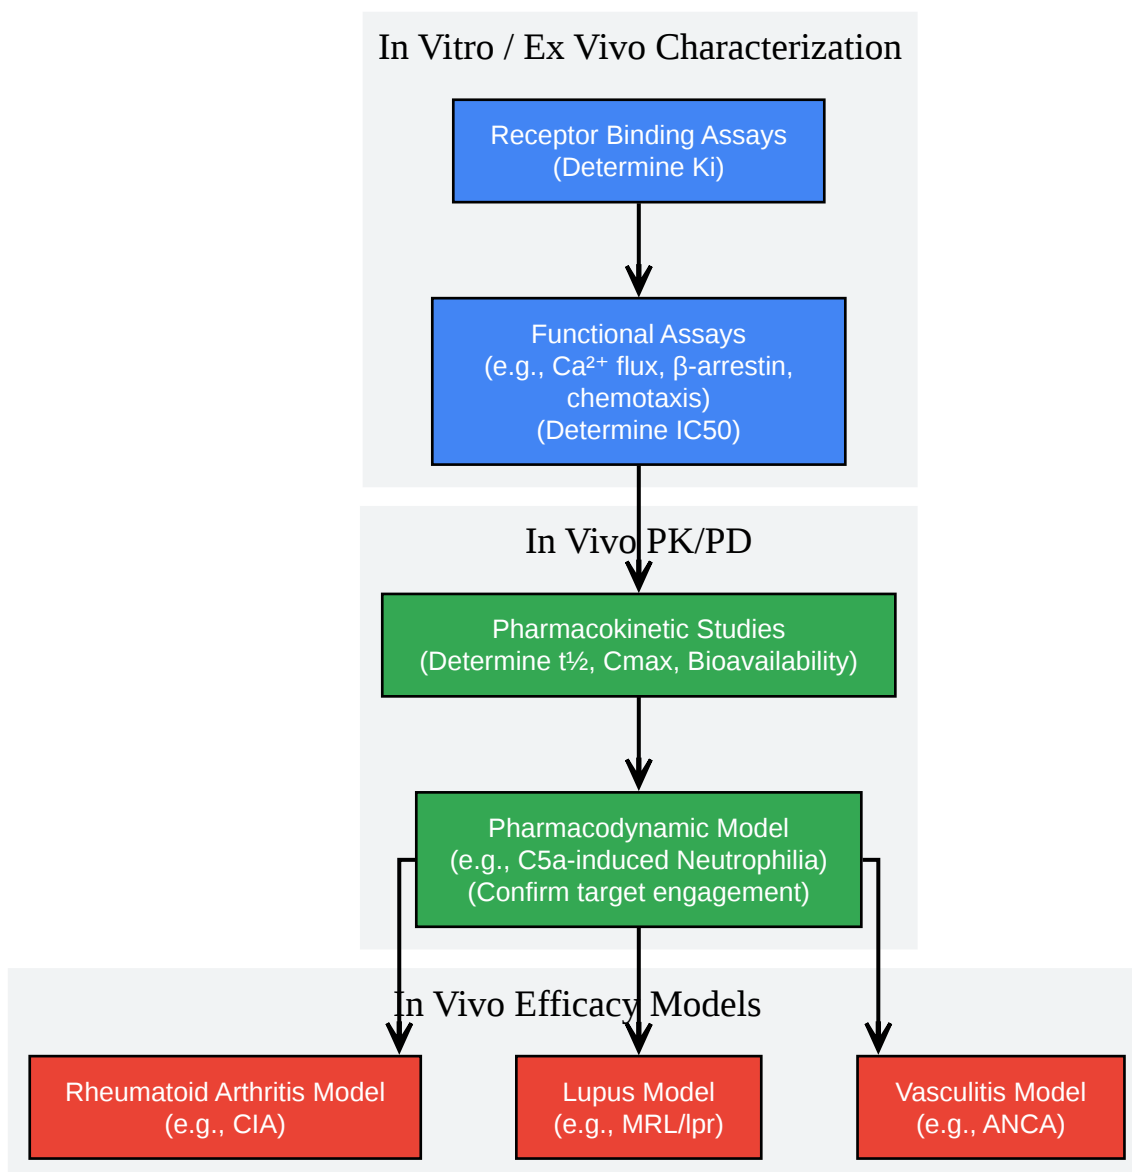 In Vitro / Ex Vivo Characterization
Receptor Binding Assays
(Determine Ki)
Functional Assays
(e.g., Ca²⁺ flux, β-arrestin,
chemotaxis)
(Determine IC50)
In Vivo PK/PD
Pharmacokinetic Studies
(Determine t½, Cmax, Bioavailability)
Pharmacodynamic Model
(e.g., C5a-induced Neutrophilia)
(Confirm target engagement)
In Vivo Efficacy Models
Rheumatoid Arthritis Model
(e.g., CIA)
Lupus Model
(e.g., MRL/lpr)
Vasculitis Model
(e.g., ANCA)